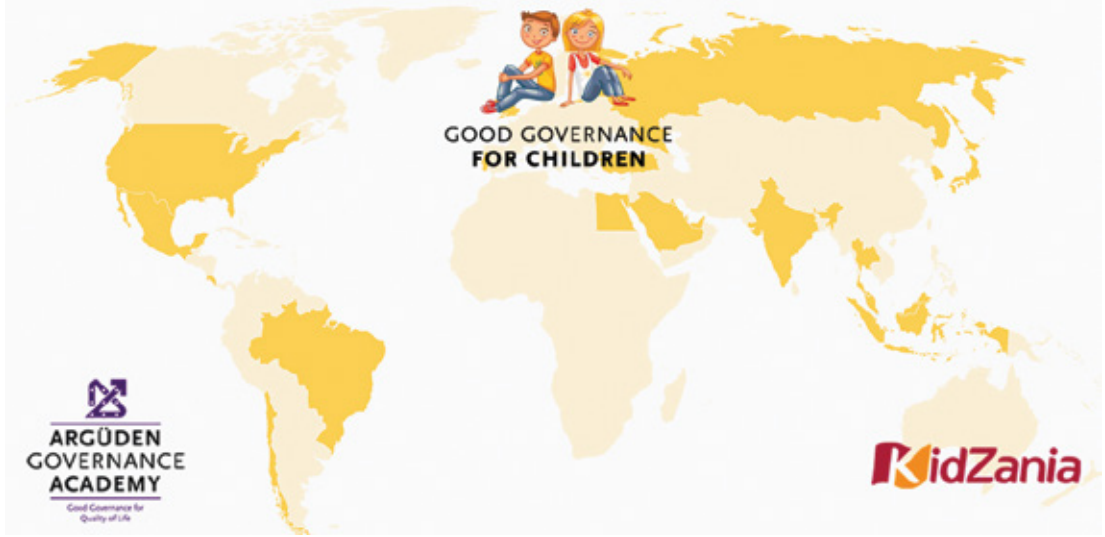 GOOD GOVERNANCE
FOR CHILDREN
ARGÜDEN
GOVERNANCE
ACADEMY
Good Governance for
Quality of Life
KidZania